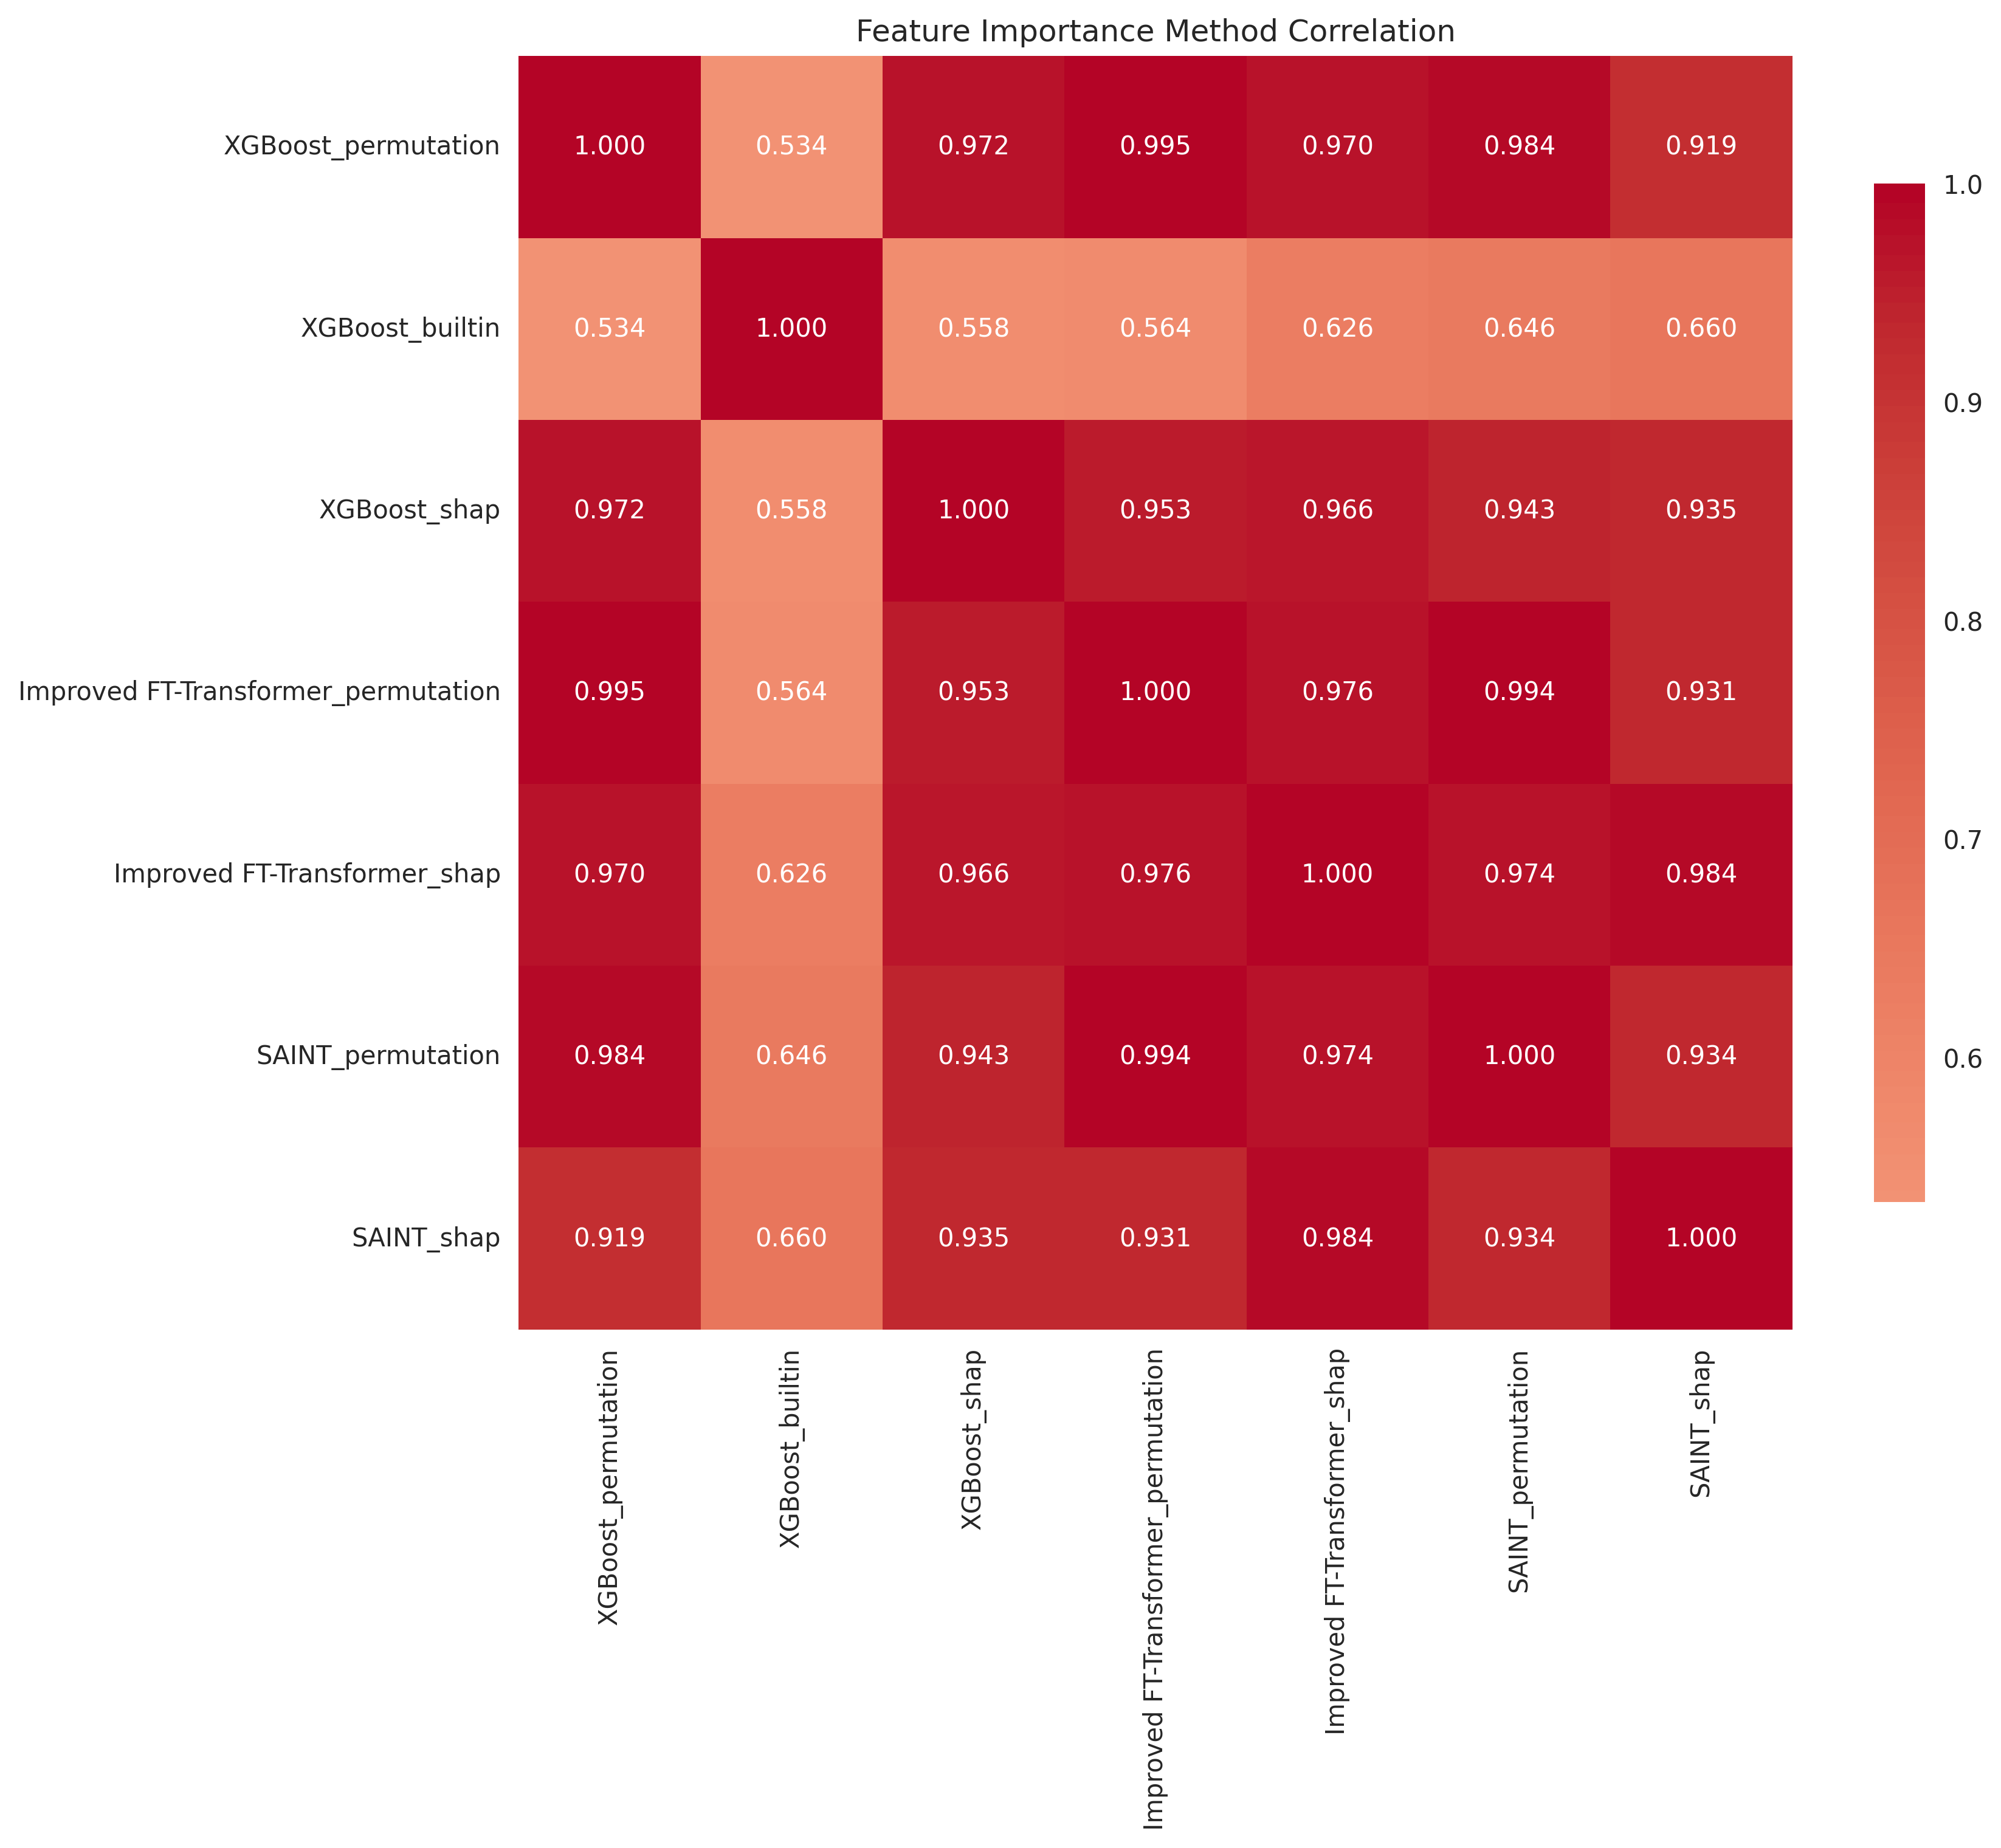 Feature Importance Method Correlation
XGBoost_permutation 1.000 0.534 0.972 0.995 0.970 0.984 0.919
XGBoost_builtin 0.534 1.000 0.558 0.564 0.626 0.646 0.660
XGBoost_shap 0.972 0.558 1.000 0.953 0.966 0.943 0.935
Improved FT-Transformer_permutation 0.995 0.564 0.953 1.000 0.976 0.994 0.931
Improved FT-Transformer_shap 0.970 0.626 0.966 0.976 1.000 0.974 0.984
SAINT_permutation 0.984 0.646 0.943 0.994 0.974 1.000 0.934
SAINT_shap 0.919 0.660 0.935 0.931 0.984 0.934 1.000
XGBoost_permutation
XGBoost_builtin
XGBoost_shap
Improved FT-Transformer_permutation
Improved FT-Transformer_shap
SAINT_permutation
SAINT_shap
1.0
0.9
0.8
0.7
0.6